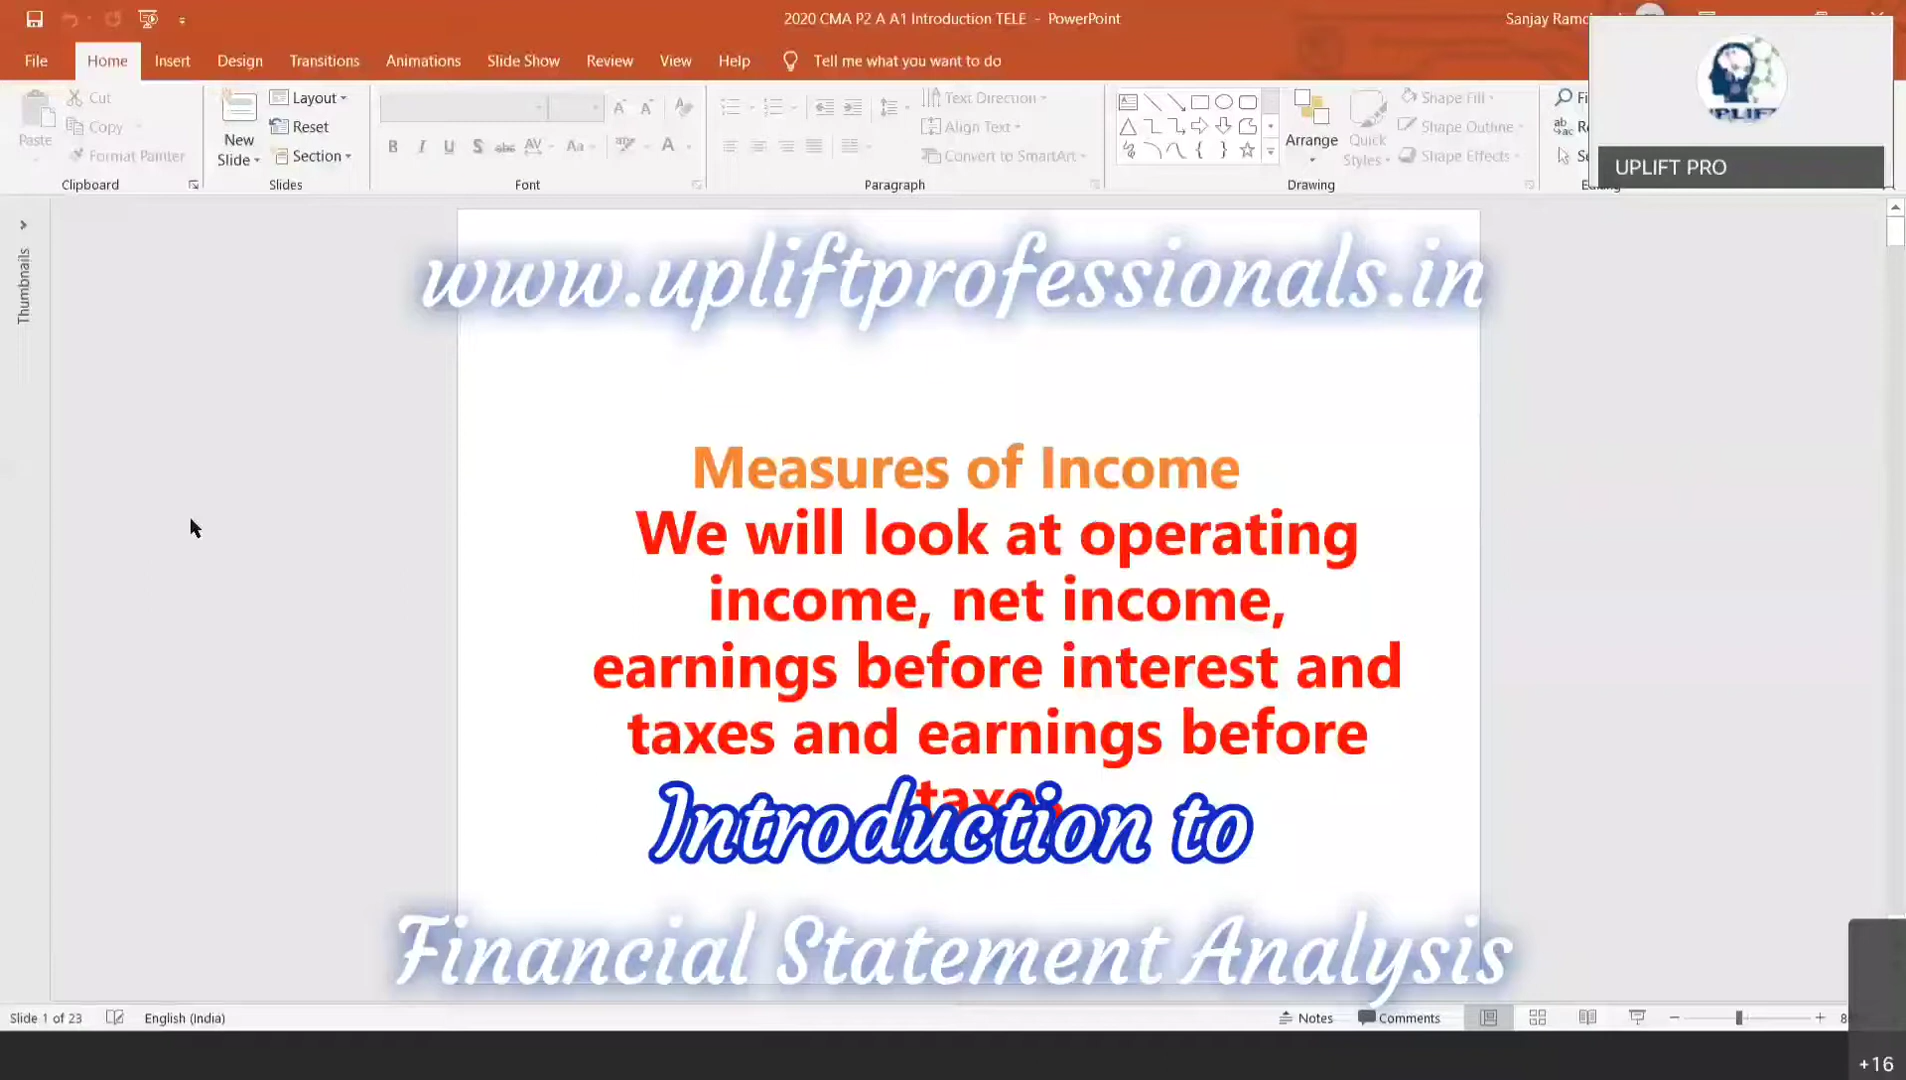 2020 CMA P2 A A1 Introduction TELE - PowerPoint
File Home Insert Design Transitions Animations Slide Show Review View Help Tell me what you want to do
Paste
Cut
Copy
Format Painter
Clipboard
New
Slide
Layout
Reset
Section
Slides
Font
Text Direction
Align Text
Convert to SmartArt
Paragraph
Arrange
Quick
Styles
Shape Fill
Shape Outline
Shape Effects
Drawing
UPLIFT PRO
Thumbnails
www.upliftprofessionals.in
Measures of Income
We will look at operating
income, net income,
earnings before interest and
taxes and earnings before
Introduction to
Financial Statement Analysis
Slide 1 of 23 English (India) Notes Comments
+16